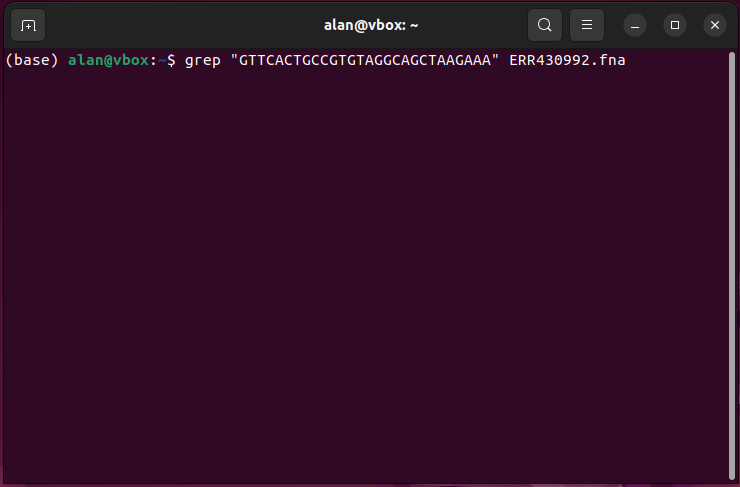 alan@vbox: ~
(base) alan@vbox:~$ grep "GTTCACTGCCGTGTAGGCAGCTAAGAAA" ERR430992.fna